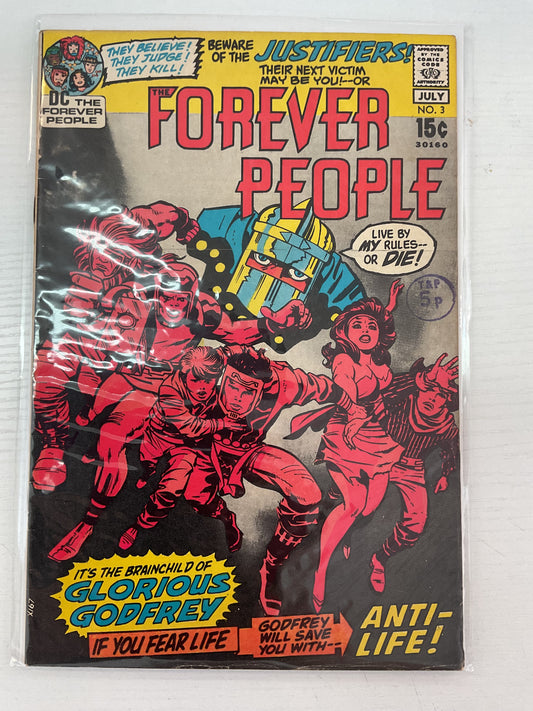 THEY BELIEVE!
THEY JUDGE!
THEY KILL!
DC THE
FOREVER
PEOPLE
BEWARE
OF THE JUSTIFIERS!
THEIR NEXT VICTIM
MAY BE YOU!--OR
APPROVED
BY THE
COMICS
CODE
AUTHORITY
JULY
NO. 3
15¢
30160
THE
FOREVER
PEOPLE
LIVE BY
MY RULES--
OR DIE!
T&P
5p
IT'S THE BRAINCHILD OF
GLORIOUS
GODFREY
X167
IF YOU FEAR LIFE
GODFREY
WILL SAVE
YOU WITH--
ANTI-
LIFE!